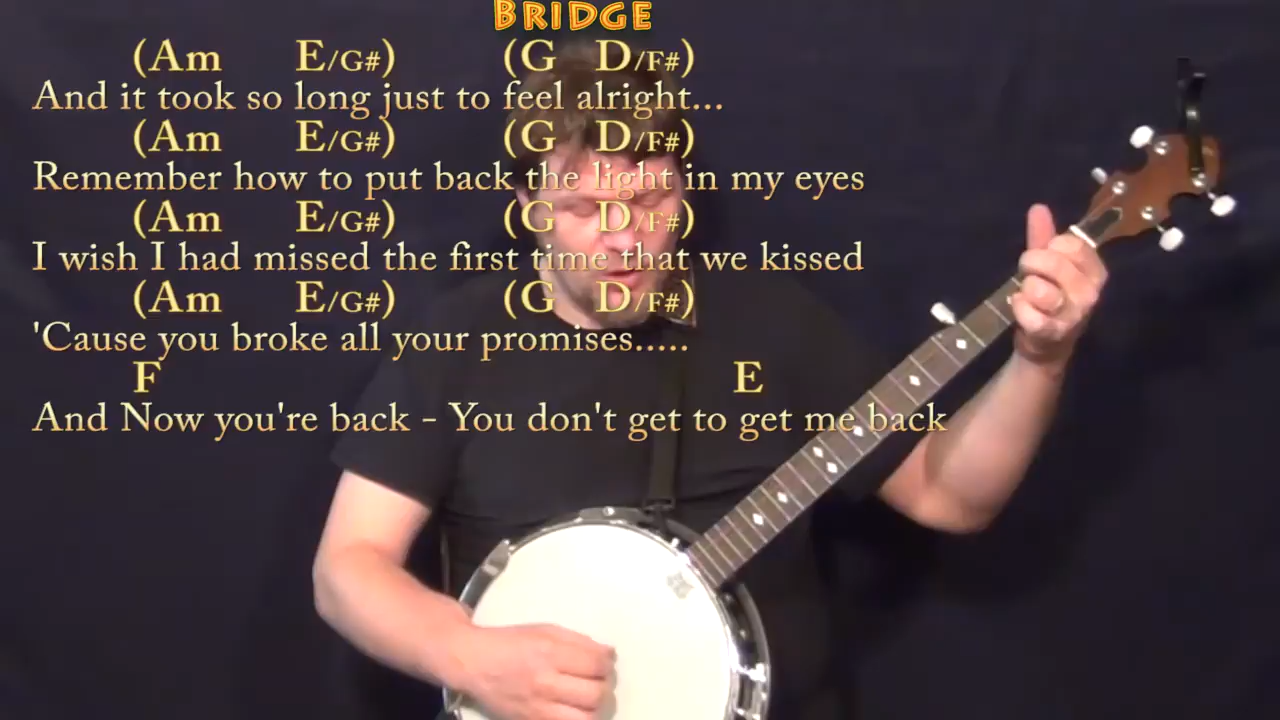 BRIDGE
(Am E/G#) (G D/F#)
And it took so long just to feel alright...
(Am E/G#) (G D/F#)
Remember how to put back the light in my eyes
(Am E/G#) (G D/F#)
I wish I had missed the first time that we kissed
(Am E/G#) (G D/F#)
'Cause you broke all your promises.....
F E
And Now you're back - You don't get to get me back